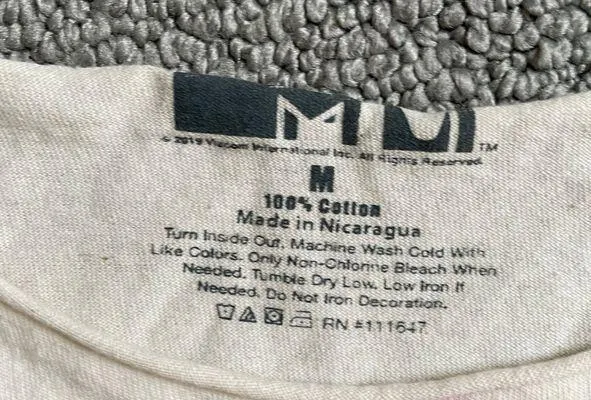 TM
© 2019 Viacom International Inc. All Rights Reserved.
M
100% Cotton
Made in Nicaragua
Turn Inside Out. Machine Wash Cold With
Like Colors. Only Non-Chlorine Bleach When
Needed. Tumble Dry Low. Low Iron If
Needed. Do Not Iron Decoration.
RN #111647